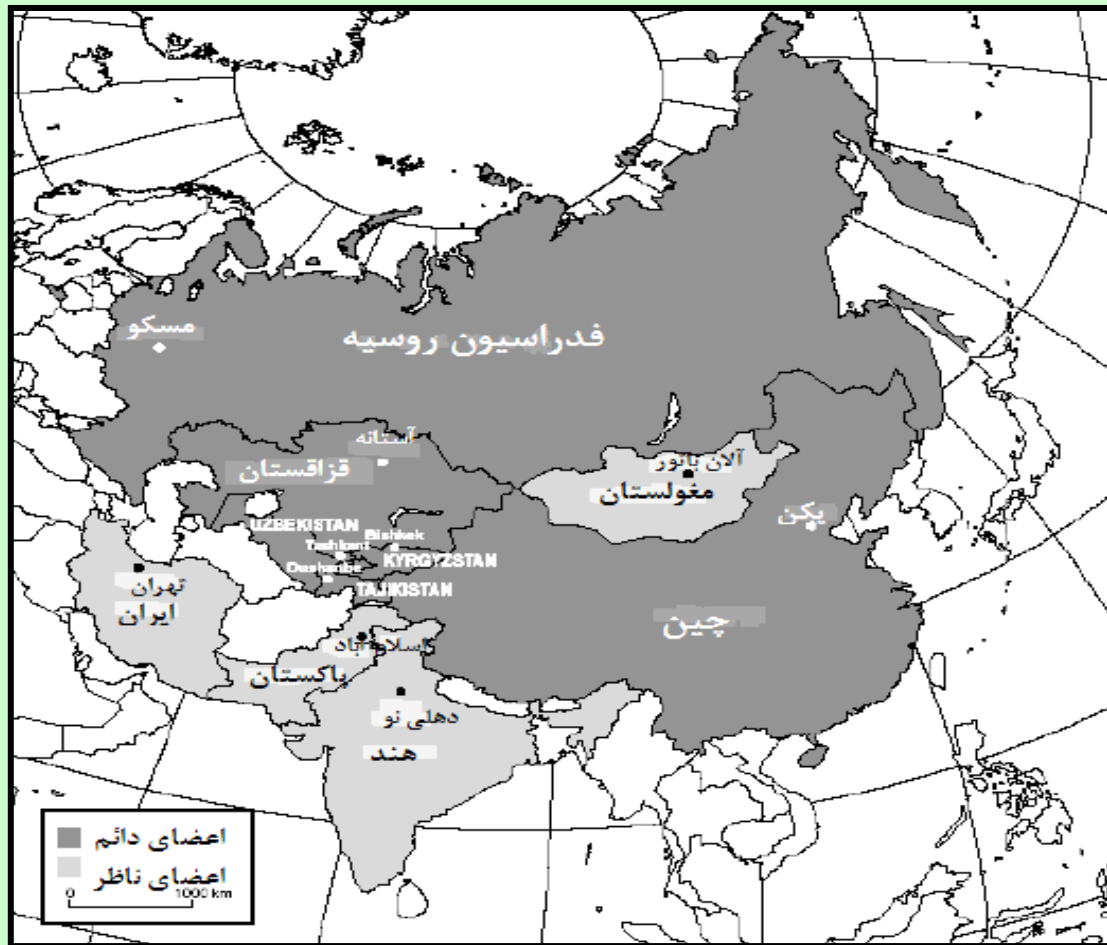 مسکو
فدراسیون روسیه
آستانه
قزاقستان
آلان باتور
مغولستان
پکن
UZBEKISTAN
Tashkent
Bishkek
KYRGYZSTAN
Dushanbe
TAJIKISTAN
تهران
ایران
چین
اسلام آباد
پاکستان
دهلی نو
هند
اعضای دائم
اعضای ناظر
0 1000 km